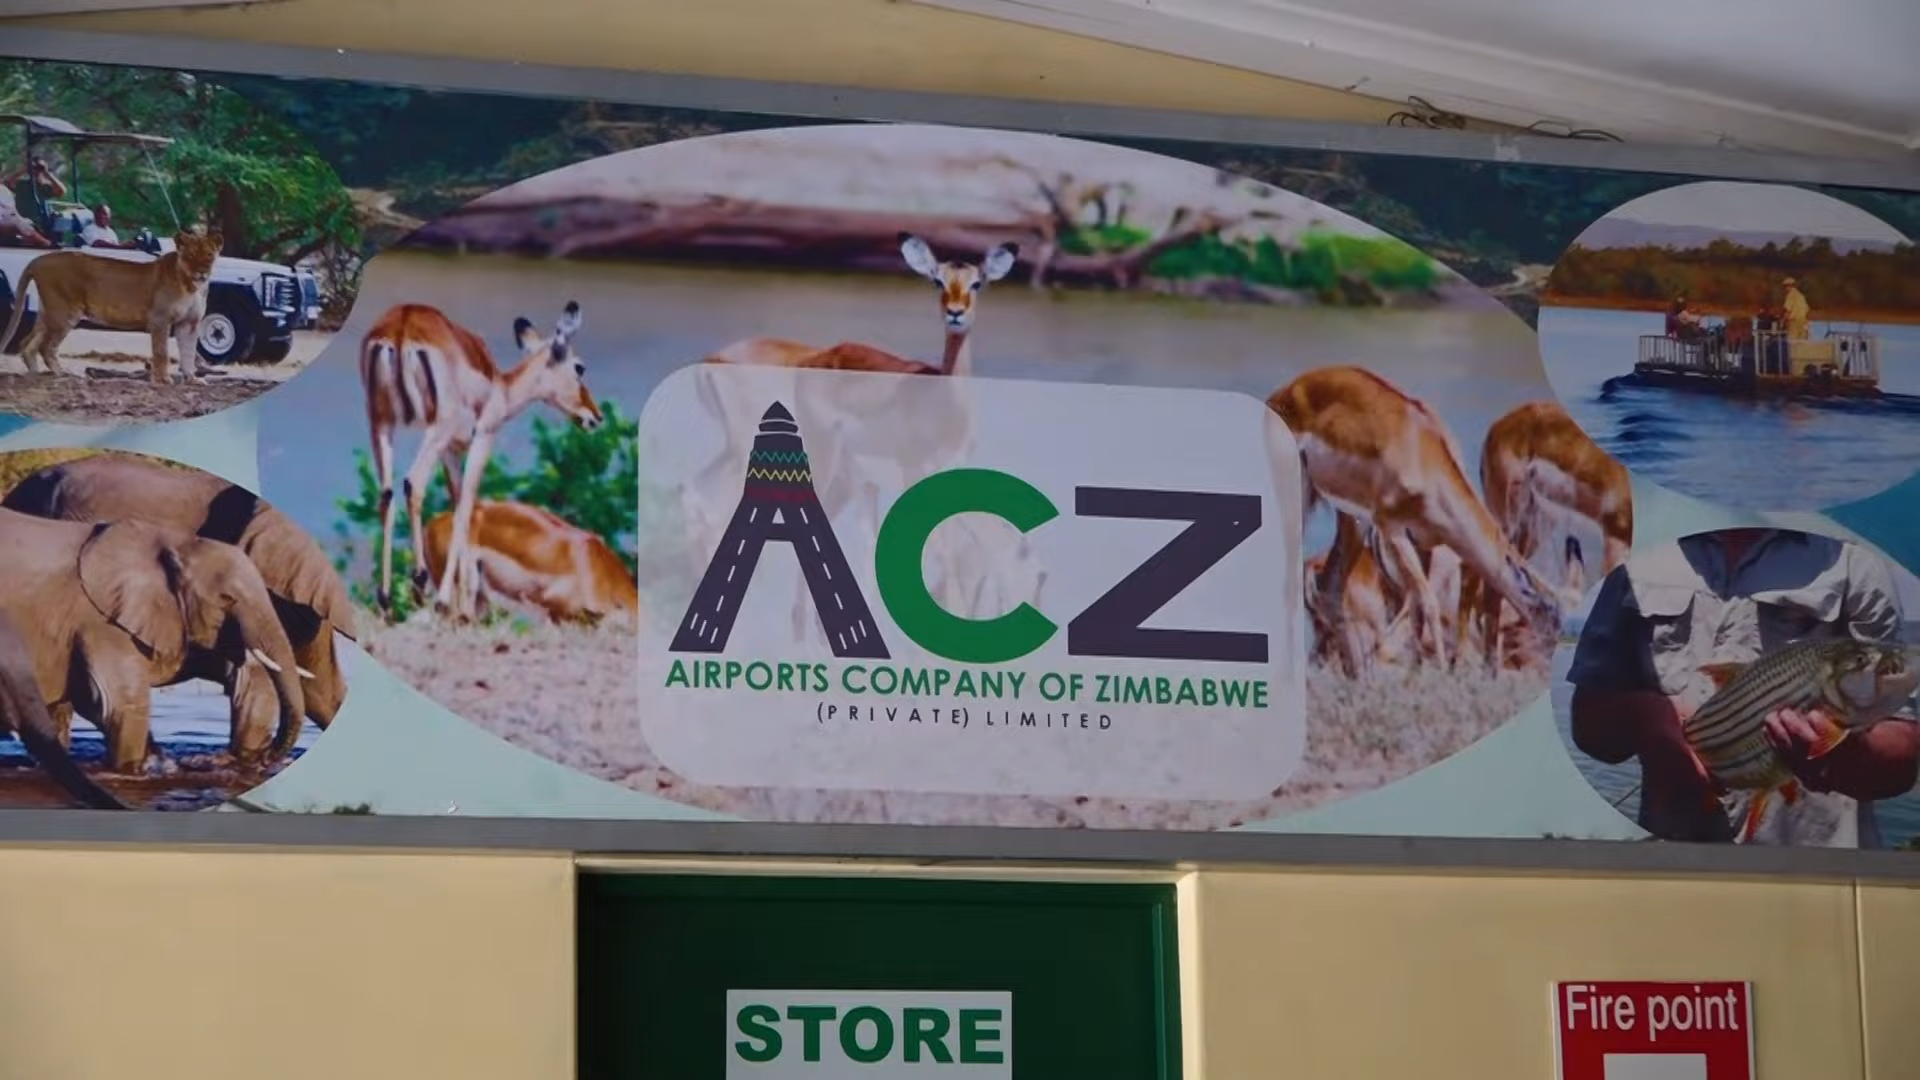 ACZ
AIRPORTS COMPANY OF ZIMBABWE
(PRIVATE) LIMITED
STORE
Fire point